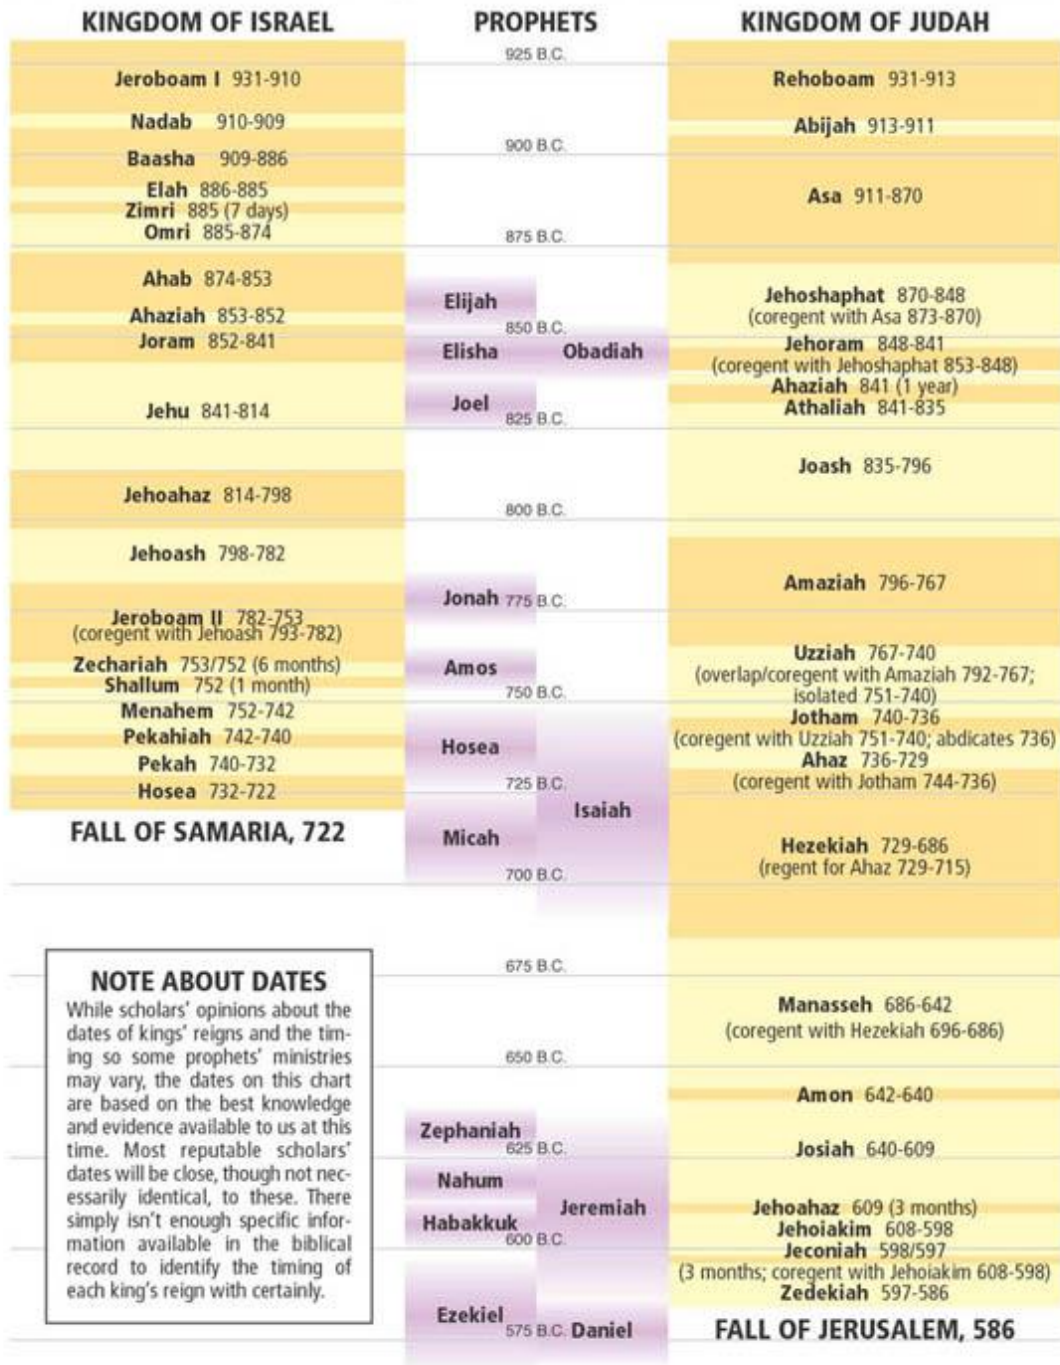 KINGDOM OF ISRAEL
Jeroboam I 931-910
Nadab 910-909
Baasha 909-886
Elah 886-885
Zimri 885 (7 days)
Omri 885-874
Ahab 874-853
Ahaziah 853-852
Joram 852-841
Jehu 841-814
Jehoahaz 814-798
Jehoash 798-782
Jeroboam II 782-753
(coregent with Jehoash 793-782)
Zechariah 753/752 (6 months)
Shallum 752 (1 month)
Menahem 752-742
Pekahiah 742-740
Pekah 740-732
Hosea 732-722
FALL OF SAMARIA, 722
NOTE ABOUT DATES
While scholars' opinions about the
dates of kings' reigns and the tim-
ing so some prophets' ministries
may vary, the dates on this chart
are based on the best knowledge
and evidence available to us at this
time. Most reputable scholars'
dates will be close, though not nec-
essarily identical, to these. There
simply isn't enough specific infor-
mation available in the biblical
record to identify the timing of
each king's reign with certainly.
PROPHETS
925 B.C.
900 B.C.
875 B.C.
Elijah
850 B.C.
Elisha Obadiah
Joel
825 B.C.
800 B.C.
Jonah 775 B.C.
Amos
750 B.C.
Hosea
725 B.C.
Isaiah
Micah
700 B.C.
675 B.C.
650 B.C.
Zephaniah
625 B.C.
Nahum
Jeremiah
Habakkuk
600 B.C.
Ezekiel
575 B.C. Daniel
KINGDOM OF JUDAH
Rehoboam 931-913
Abijah 913-911
Asa 911-870
Jehoshaphat 870-848
(coregent with Asa 873-870)
Jehoram 848-841
(coregent with Jehoshaphat 853-848)
Ahaziah 841 (1 year)
Athaliah 841-835
Joash 835-796
Amaziah 796-767
Uzziah 767-740
(overlap/coregent with Amaziah 792-767;
isolated 751-740)
Jotham 740-736
(coregent with Uzziah 751-740; abdicates 736)
Ahaz 736-729
(coregent with Jotham 744-736)
Hezekiah 729-686
(regent for Ahaz 729-715)
Manasseh 686-642
(coregent with Hezekiah 696-686)
Amon 642-640
Josiah 640-609
Jehoahaz 609 (3 months)
Jehoiakim 608-598
Jeconiah 598/597
(3 months; coregent with Jehoiakim 608-598)
Zedekiah 597-586
FALL OF JERUSALEM, 586